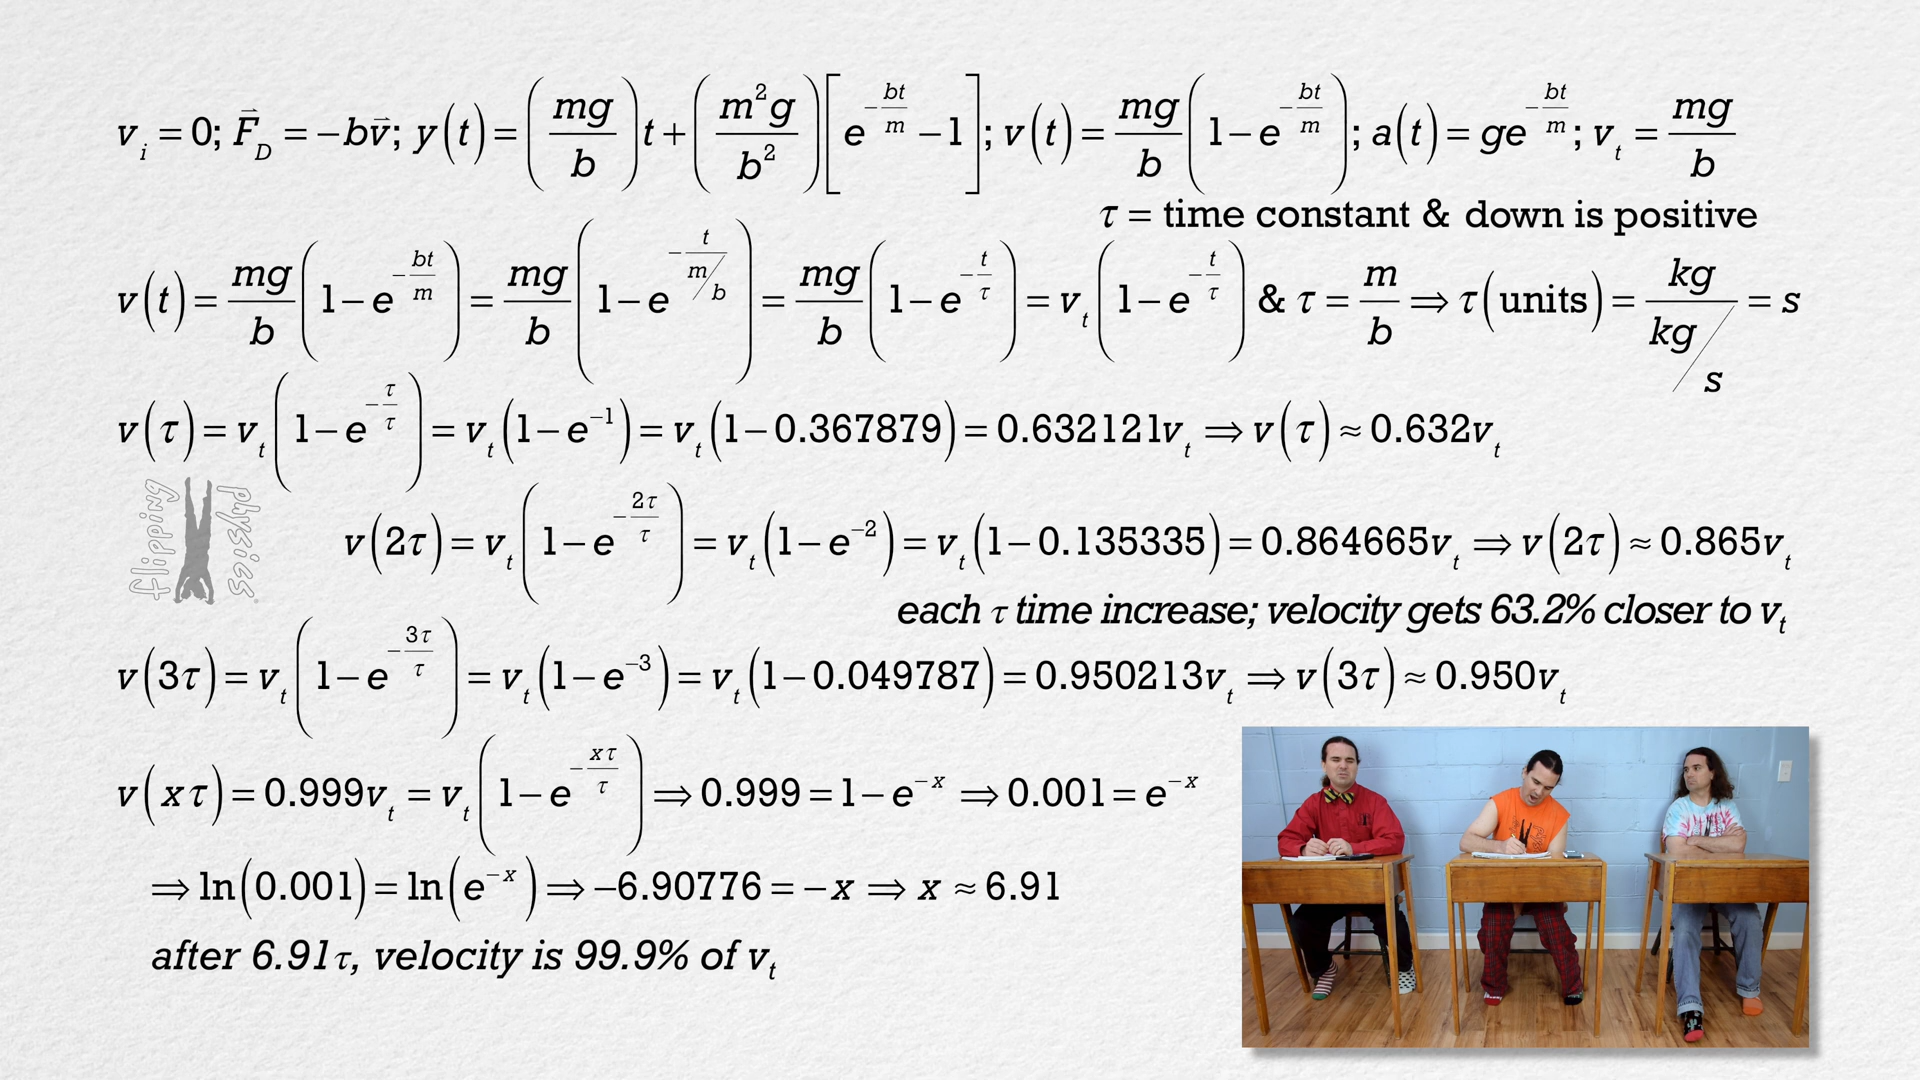 v_i = 0; F⃗_D = −bv⃗; y(t) = (mg/b)t + (m²g/b²)[e^(−bt/m) − 1]; v(t) = mg/b(1 − e^(−bt/m)); a(t) = ge^(−bt/m); v_t = mg/b
τ = time constant & down is positive
v(t) = mg/b(1 − e^(−bt/m)) = mg/b(1 − e^(−t/(m/b))) = mg/b(1 − e^(−t/τ)) = v_t(1 − e^(−t/τ)) & τ = m/b ⇒ τ(units) = kg/(kg/s) = s
v(τ) = v_t(1 − e^(−τ/τ)) = v_t(1 − e^(−1)) = v_t(1 − 0.367879) = 0.632121v_t ⇒ v(τ) ≈ 0.632v_t
flipping physics
v(2τ) = v_t(1 − e^(−2τ/τ)) = v_t(1 − e^(−2)) = v_t(1 − 0.135335) = 0.864665v_t ⇒ v(2τ) ≈ 0.865v_t
each τ time increase; velocity gets 63.2% closer to v_t
v(3τ) = v_t(1 − e^(−3τ/τ)) = v_t(1 − e^(−3)) = v_t(1 − 0.049787) = 0.950213v_t ⇒ v(3τ) ≈ 0.950v_t
v(xτ) = 0.999v_t = v_t(1 − e^(−xτ/τ)) ⇒ 0.999 = 1 − e^(−x) ⇒ 0.001 = e^(−x)
⇒ ln(0.001) = ln(e^(−x)) ⇒ −6.90776 = −x ⇒ x ≈ 6.91
after 6.91τ, velocity is 99.9% of v_t